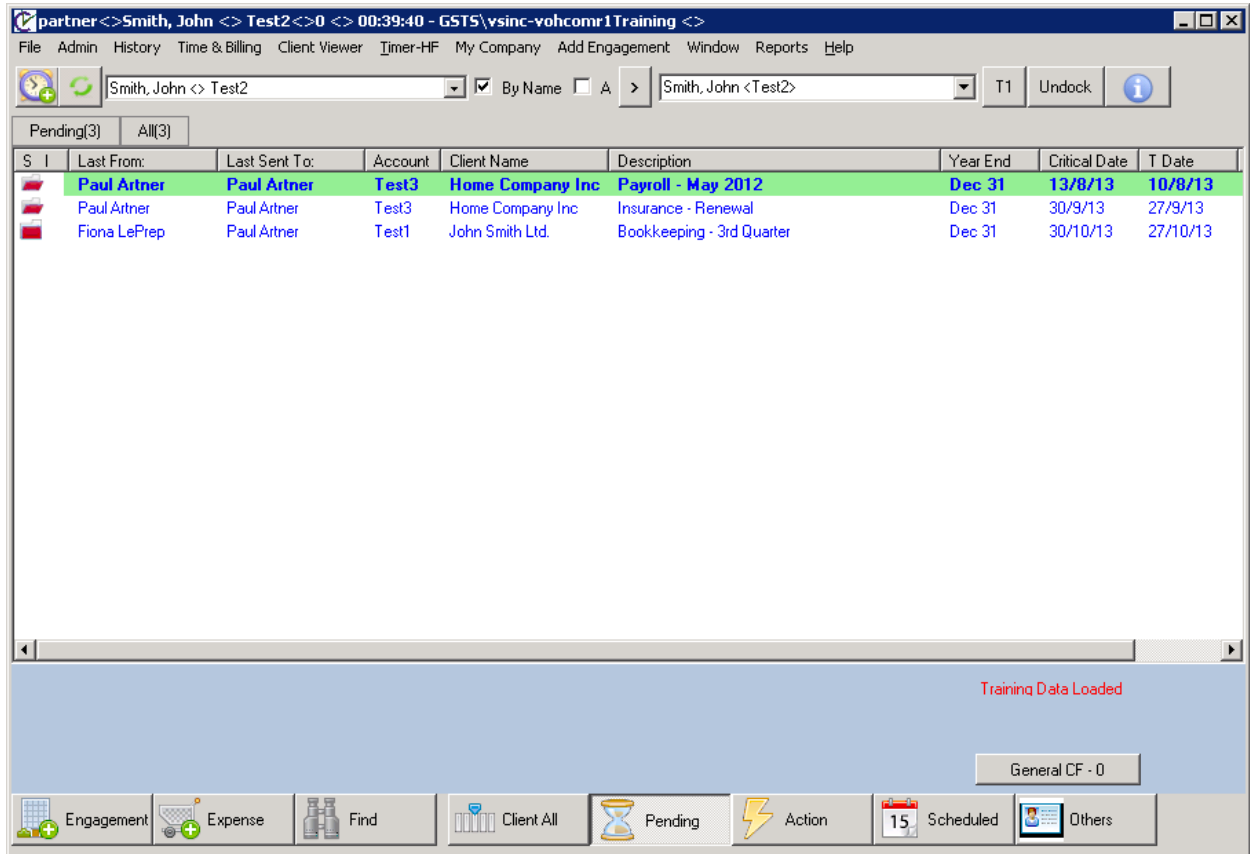 partner<>Smith, John <> Test2<>0 <> 00:39:40 - GSTS\vsinc-vohcomr1Training <>
File Admin History Time & Billing Client Viewer Timer-HF My Company Add Engagement Window Reports Help
Smith, John <> Test2 By Name A > Smith, John <Test2> T1 Undock i
Pending(3) All(3)
S I Last From: Last Sent To: Account Client Name Description Year End Critical Date T Date
Paul Artner Paul Artner Test3 Home Company Inc Payroll - May 2012 Dec 31 13/8/13 10/8/13
Paul Artner Paul Artner Test3 Home Company Inc Insurance - Renewal Dec 31 30/9/13 27/9/13
Fiona LePrep Paul Artner Test1 John Smith Ltd. Bookkeeping - 3rd Quarter Dec 31 30/10/13 27/10/13
Training Data Loaded
General CF - 0
Engagement Expense Find Client All Pending Action 15 Scheduled Others